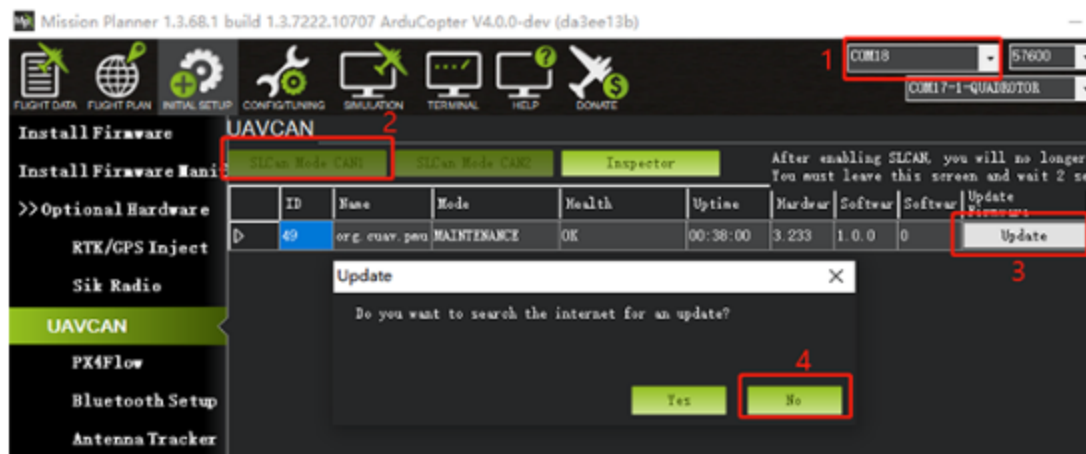 Mission Planner 1.3.68.1 build 1.3.7222.10707 ArduCopter V4.0.0-dev (da3ee13b)
1
COM18
57600
COM17-1-QUADROTOR
FLIGHT DATA
FLIGHT PLAN
INITIAL SETUP
CONFIG/TUNING
SIMULATION
TERMINAL
HELP
DONATE
2
Install Firmware
UAVCAN
SLCan Mode CAN1
SLCan Mode CAN2
Inspector
After enabling SLCAN, you will no longer
You must leave this screen and wait 2 se
Install Firmware Mani
>>Optional Hardware
ID
Name
Mode
Health
Uptime
Hardwar
Softwar
Softwar
Update
Firmware
49
org.cuav.pmu
MAINTENANCE
OK
00:38:00
3.233
1.0.0
0
Update
3
RTK/GPS Inject
Sik Radio
UAVCAN
PX4Flow
Bluetooth Setup
Antenna Tracker
Update
Do you want to search the internet for an update?
4
Yes
No